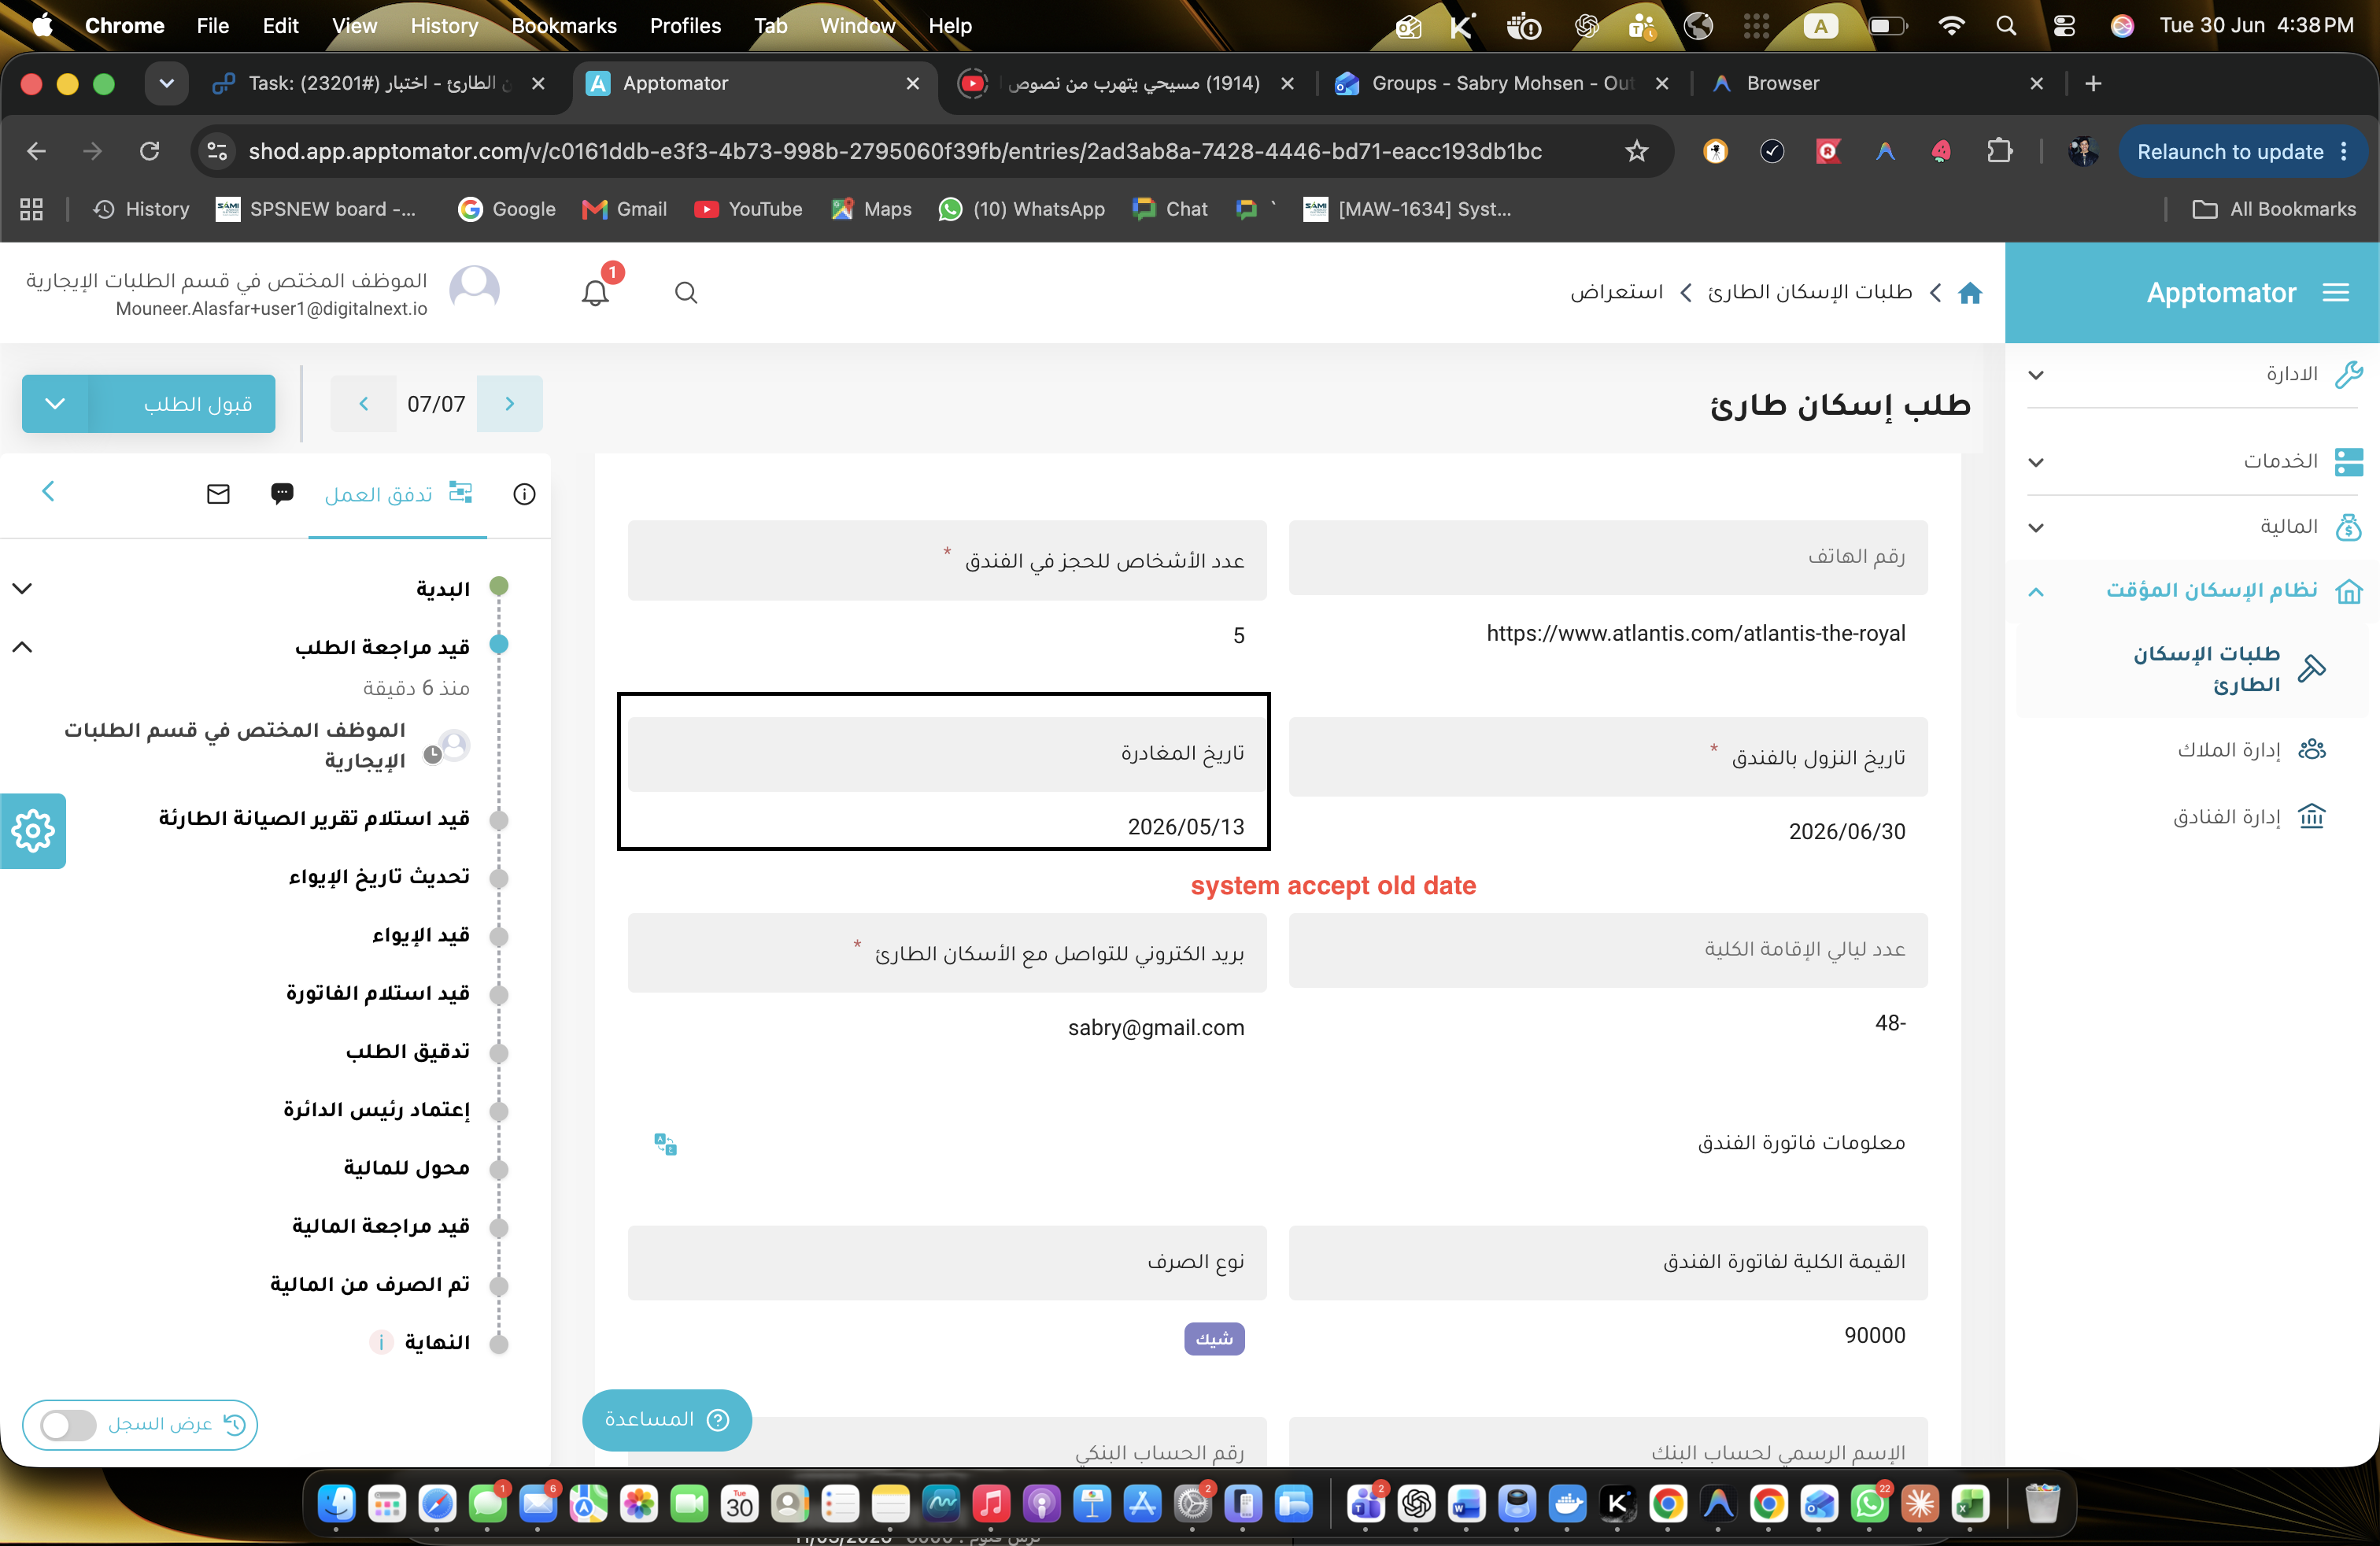 Chrome File Edit View History Bookmarks Profiles Tab Window Help
A
Tue 30 Jun 4:38 PM
Task: (23201#) اختبار - ن الطارئ
Apptomator
(1914) مسيحي يتهرب من نصوص
Groups - Sabry Mohsen - Out
Browser
shod.app.apptomator.com/v/c0161ddb-e3f3-4b73-998b-2795060f39fb/entries/2ad3ab8a-7428-4446-bd71-eacc193db1bc
Relaunch to update
History
SPSNEW board -...
Google
Gmail
YouTube
Maps
(10) WhatsApp
Chat
`
[MAW-1634] Syst...
All Bookmarks
Apptomator
طلبات الإسكان الطارئ
استعراض
1
الموظف المختص في قسم الطلبات الإيجارية
Mouneer.Alasfar+user1@digitalnext.io
الادارة
الخدمات
المالية
نظام الإسكان المؤقت
طلبات الإسكان
الطارئ
إدارة الملاك
إدارة الفنادق
طلب إسكان طارئ
07/07
قبول الطلب
رقم الهاتف
https://www.atlantis.com/atlantis-the-royal
عدد الأشخاص للحجز في الفندق *
5
تاريخ النزول بالفندق *
2026/06/30
تاريخ المغادرة
2026/05/13
system accept old date
عدد ليالي الإقامة الكلية
48-
بريد الكتروني للتواصل مع الأسكان الطارئ *
sabry@gmail.com
معلومات فاتورة الفندق
القيمة الكلية لفاتورة الفندق
90000
نوع الصرف
شيك
الإسم الرسمي لحساب البنك
رقم الحساب البنكي
المساعدة
تدفق العمل
البدية
قيد مراجعة الطلب
منذ 6 دقيقة
الموظف المختص في قسم الطلبات
الإيجارية
قيد استلام تقرير الصيانة الطارئة
تحديث تاريخ الإيواء
قيد الإيواء
قيد استلام الفاتورة
تدقيق الطلب
إعتماد رئيس الدائرة
محول للمالية
قيد مراجعة المالية
تم الصرف من المالية
النهاية
عرض السجل
1
6
Tue
30
2
2
22